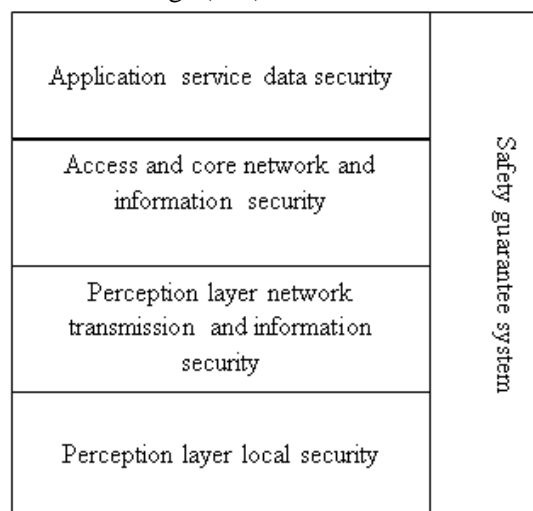 Application service data security
Access and core network and
information security
Perception layer network
transmission and information
security
Perception layer local security
Safety guarantee system